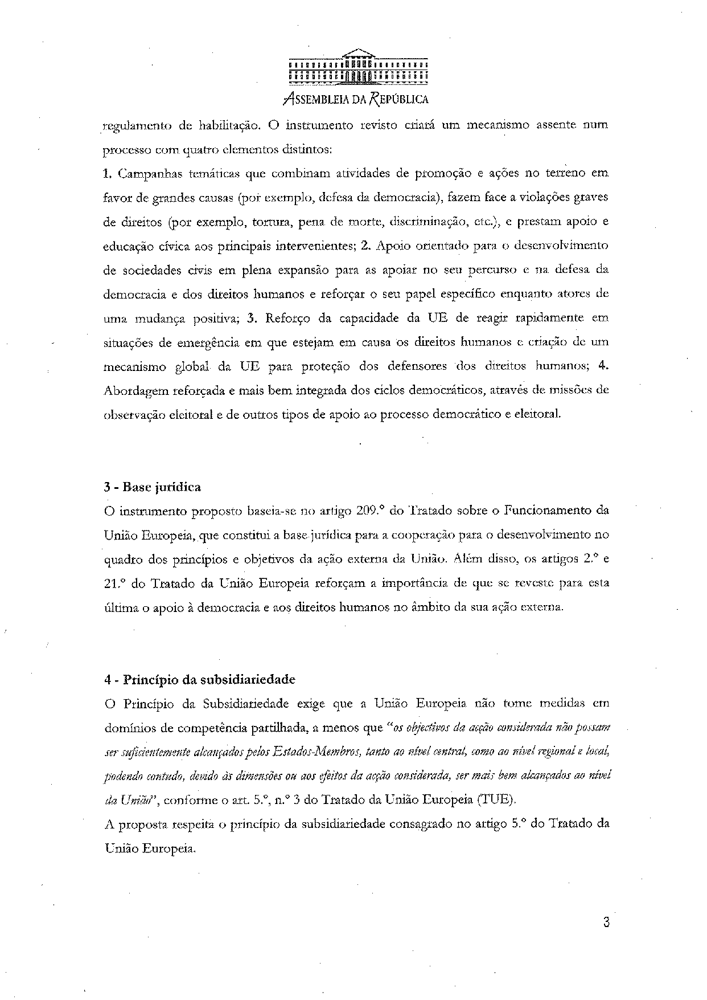 ASSEMBLEIA DA REPÚBLICA
regulamento de habilitação. O instrumento revisto criará um mecanismo assente num
processo com quatro elementos distintos:
1. Campanhas temáticas que combinam atividades de promoção e ações no terreno em
favor de grandes causas (por exemplo, defesa da democracia), fazem face a violações graves
de direitos (por exemplo, tortura, pena de morte, discriminação, etc.), e prestam apoio e
educação cívica aos principais intervenientes; 2. Apoio orientado para o desenvolvimento
de sociedades civis em plena expansão para as apoiar no seu percurso e na defesa da
democracia e dos direitos humanos e reforçar o seu papel específico enquanto atores de
uma mudança positiva; 3. Reforço da capacidade da UE de reagir rapidamente em
situações de emergência em que estejam em causa os direitos humanos e criação de um
mecanismo global da UE para proteção dos defensores dos direitos humanos; 4.
Abordagem reforçada e mais bem integrada dos ciclos democráticos, através de missões de
observação eleitoral e de outros tipos de apoio ao processo democrático e eleitoral.
3 - Base jurídica
O instrumento proposto baseia-se no artigo 209.º do Tratado sobre o Funcionamento da
União Europeia, que constitui a base jurídica para a cooperação para o desenvolvimento no
quadro dos princípios e objetivos da ação externa da União. Além disso, os artigos 2.º e
21.º do Tratado da União Europeia reforçam a importância de que se reveste para esta
última o apoio à democracia e aos direitos humanos no âmbito da sua ação externa.
4 - Princípio da subsidiariedade
O Princípio da Subsidiariedade exige que a União Europeia não tome medidas em
domínios de competência partilhada, a menos que "os objectivos da acção considerada não possam
ser suficientemente alcançados pelos Estados-Membros, tanto ao nível central, como ao nível regional e local,
podendo contudo, devido às dimensões ou aos efeitos da acção considerada, ser mais bem alcançados ao nível
da União", conforme o art. 5.º, n.º 3 do Tratado da União Europeia (TUE).
A proposta respeita o princípio da subsidiariedade consagrado no artigo 5.º do Tratado da
União Europeia.
3